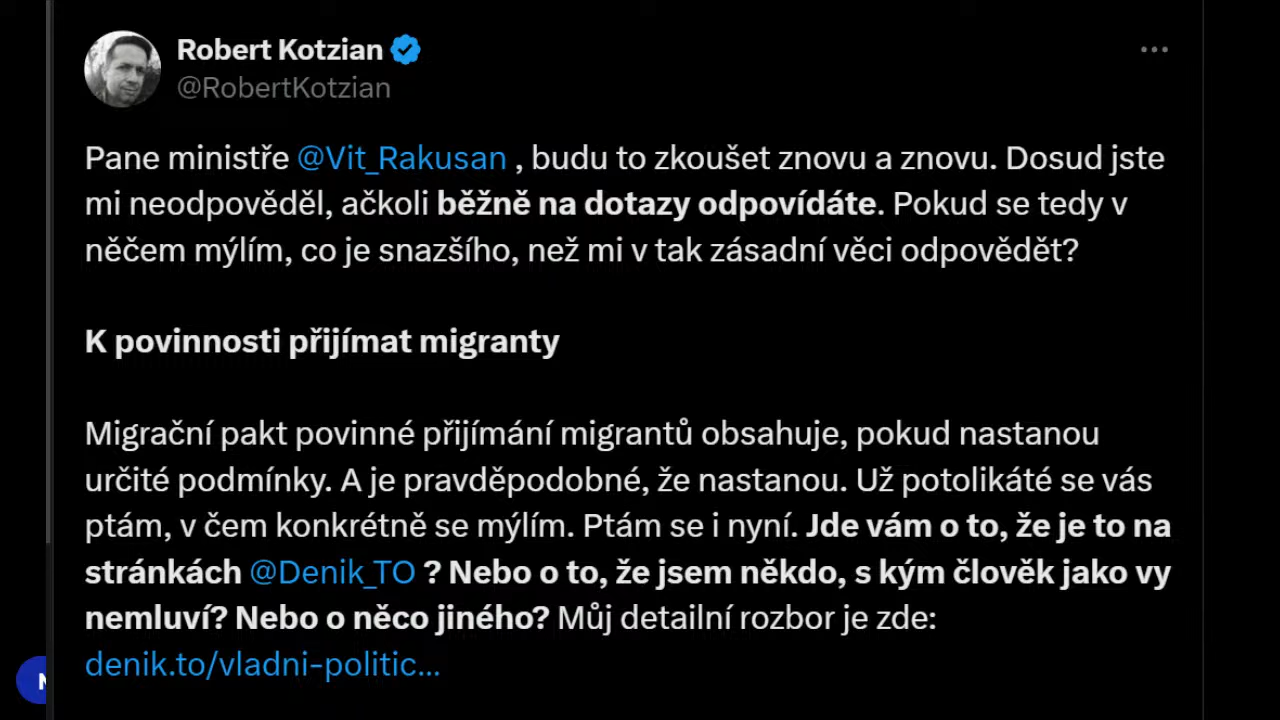 Robert Kotzian
@RobertKotzian
Pane ministře @Vit_Rakusan , budu to zkoušet znovu a znovu. Dosud jste
mi neodpověděl, ačkoli běžně na dotazy odpovídáte. Pokud se tedy v
něčem mýlím, co je snazšího, než mi v tak zásadní věci odpovědět?
K povinnosti přijímat migranty
Migrační pakt povinné přijímání migrantů obsahuje, pokud nastanou
určité podmínky. A je pravděpodobné, že nastanou. Už potolikáté se vás
ptám, v čem konkrétně se mýlím. Ptám se i nyní. Jde vám o to, že je to na
stránkách @Denik_TO ? Nebo o to, že jsem někdo, s kým člověk jako vy
nemluví? Nebo o něco jiného? Můj detailní rozbor je zde:
denik.to/vladni-politic...